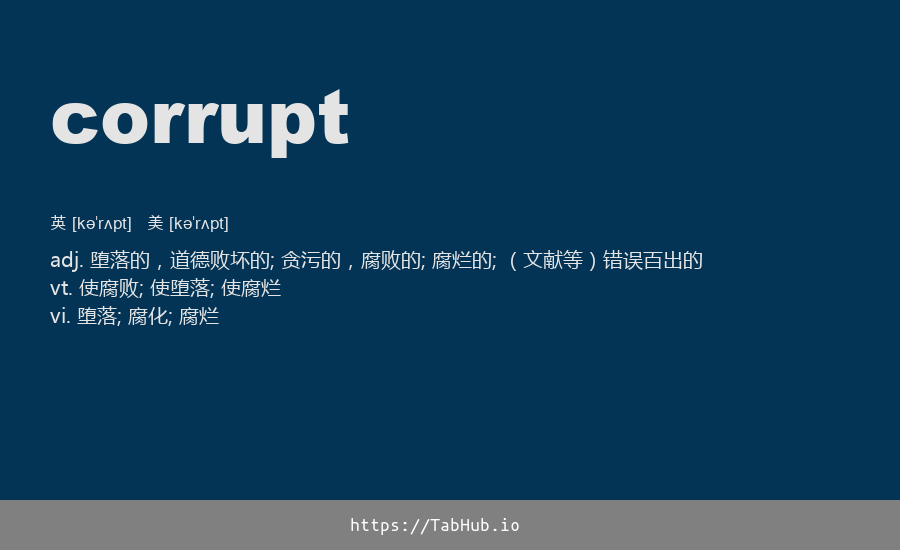 corrupt
英 [kəˈrʌpt] 美 [kəˈrʌpt]
adj. 堕落的，道德败坏的; 贪污的，腐败的; 腐烂的; （文献等）错误百出的
vt. 使腐败; 使堕落; 使腐烂
vi. 堕落; 腐化; 腐烂
https://TabHub.io